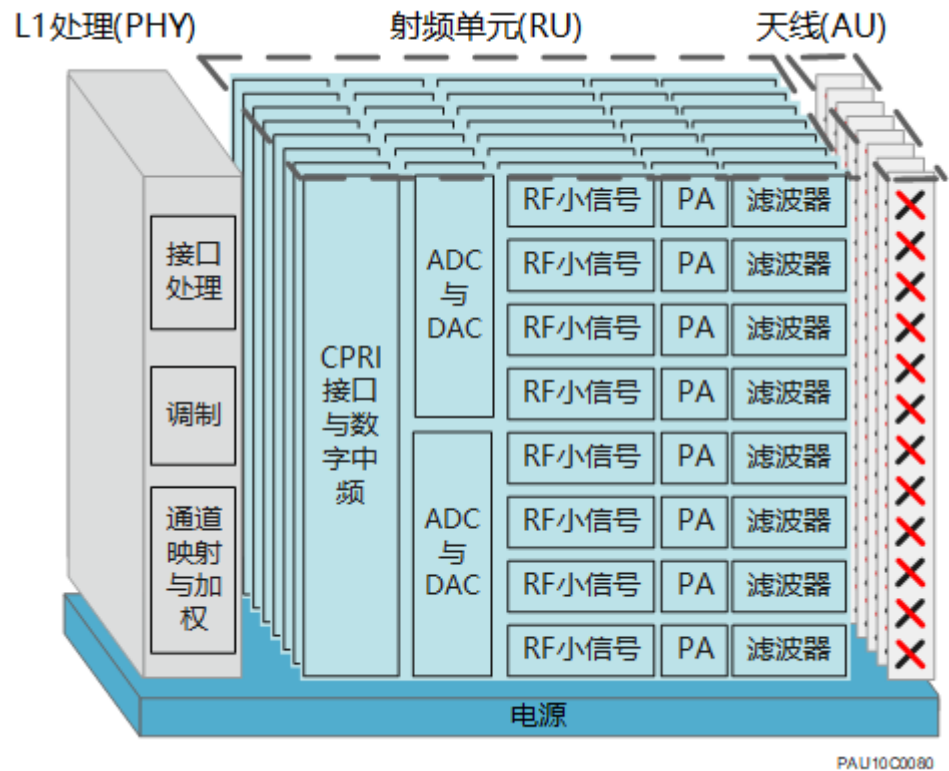 L1处理(PHY)
射频单元(RU)
天线(AU)
接口
处理
调制
通道
映射
与加
权
CPRI
接口
与数
字中
频
ADC
与
DAC
ADC
与
DAC
RF小信号 PA 滤波器
RF小信号 PA 滤波器
RF小信号 PA 滤波器
RF小信号 PA 滤波器
RF小信号 PA 滤波器
RF小信号 PA 滤波器
RF小信号 PA 滤波器
RF小信号 PA 滤波器
电源
PAU10C0080